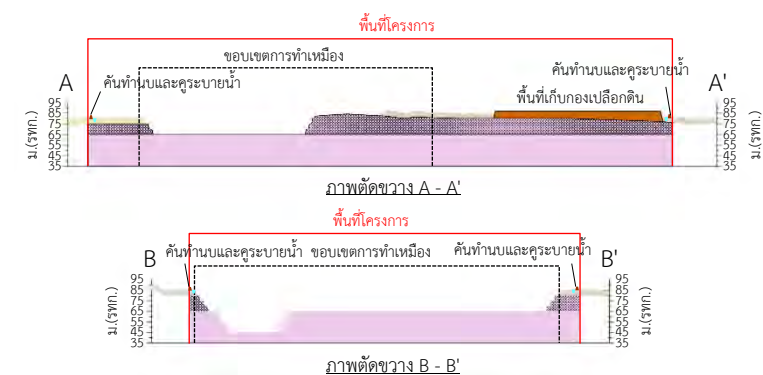 พื้นที่โครงการ
ขอบเขตการทำเหมือง
A
คันทำนบและคูระบายน้ำ
คันทำนบและคูระบายน้ำ
A'
พื้นที่เก็บกองเปลือกดิน
ม.(รทก.)
95
85
75
65
55
45
35
95
85
75
65
55
45
35
ม.(รทก.)
ภาพตัดขวาง A - A'
พื้นที่โครงการ
B
คันทำนบและคูระบายน้ำ
ขอบเขตการทำเหมือง
คันทำนบและคูระบายน้ำ
B'
ม.(รทก.)
95
85
75
65
55
45
35
95
85
75
65
55
45
35
ม.(รทก.)
ภาพตัดขวาง B - B'